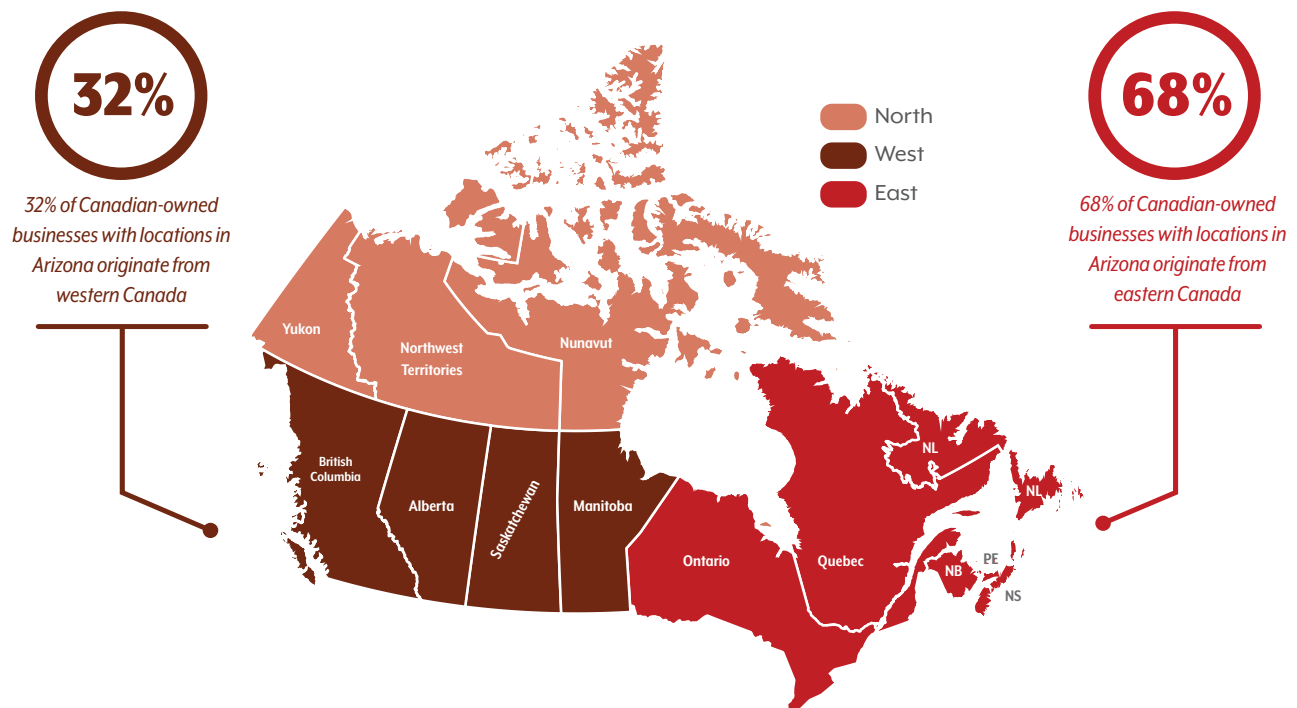 32%
32% of Canadian-owned
businesses with locations in
Arizona originate from
western Canada
North
West
East
68%
68% of Canadian-owned
businesses with locations in
Arizona originate from
eastern Canada
Yukon
Northwest
Territories
Nunavut
British
Columbia
Alberta
Saskatchewan
Manitoba
Ontario
Quebec
NL
NL
NB
PE
NS